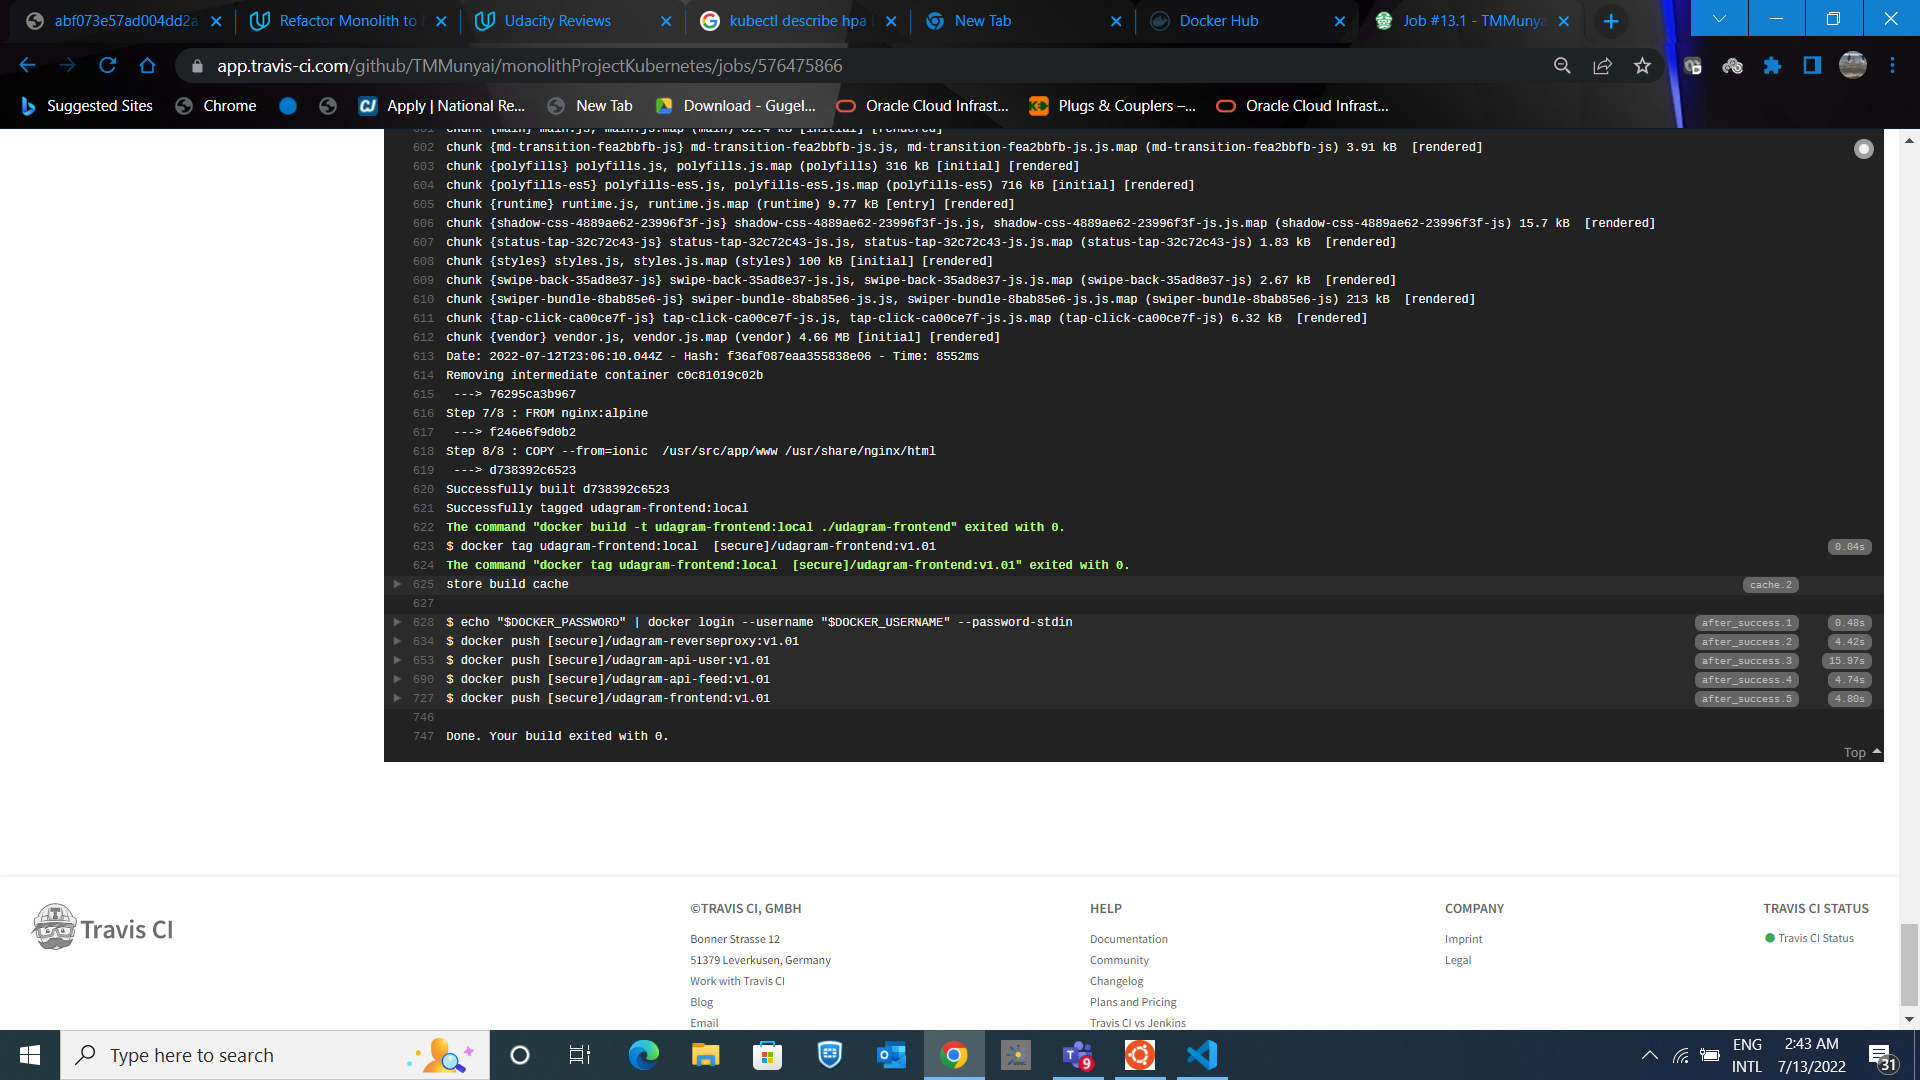 abf073e57ad004dd2a
Refactor Monolith to
Udacity Reviews
kubectl describe hpa
New Tab
Docker Hub
Job #13.1 - TMMunya
app.travis-ci.com/github/TMMunyai/monolithProjectKubernetes/jobs/576475866
Suggested Sites
Chrome
Apply | National Re...
New Tab
Download - Gugel...
Oracle Cloud Infrast...
Plugs & Couplers –...
Oracle Cloud Infrast...
601 chunk {main} main.js, main.js.map (main) 62.4 kB [initial] [rendered]
602 chunk {md-transition-fea2bbfb-js} md-transition-fea2bbfb-js.js, md-transition-fea2bbfb-js.js.map (md-transition-fea2bbfb-js) 3.91 kB [rendered]
603 chunk {polyfills} polyfills.js, polyfills.js.map (polyfills) 316 kB [initial] [rendered]
604 chunk {polyfills-es5} polyfills-es5.js, polyfills-es5.js.map (polyfills-es5) 716 kB [initial] [rendered]
605 chunk {runtime} runtime.js, runtime.js.map (runtime) 9.77 kB [entry] [rendered]
606 chunk {shadow-css-4889ae62-23996f3f-js} shadow-css-4889ae62-23996f3f-js.js, shadow-css-4889ae62-23996f3f-js.js.map (shadow-css-4889ae62-23996f3f-js) 15.7 kB [rendered]
607 chunk {status-tap-32c72c43-js} status-tap-32c72c43-js.js, status-tap-32c72c43-js.js.map (status-tap-32c72c43-js) 1.83 kB [rendered]
608 chunk {styles} styles.js, styles.js.map (styles) 100 kB [initial] [rendered]
609 chunk {swipe-back-35ad8e37-js} swipe-back-35ad8e37-js.js, swipe-back-35ad8e37-js.js.map (swipe-back-35ad8e37-js) 2.67 kB [rendered]
610 chunk {swiper-bundle-8bab85e6-js} swiper-bundle-8bab85e6-js.js, swiper-bundle-8bab85e6-js.js.map (swiper-bundle-8bab85e6-js) 213 kB [rendered]
611 chunk {tap-click-ca00ce7f-js} tap-click-ca00ce7f-js.js, tap-click-ca00ce7f-js.js.map (tap-click-ca00ce7f-js) 6.32 kB [rendered]
612 chunk {vendor} vendor.js, vendor.js.map (vendor) 4.66 MB [initial] [rendered]
613 Date: 2022-07-12T23:06:10.044Z - Hash: f36af087eaa355838e06 - Time: 8552ms
614 Removing intermediate container c0c81019c02b
615 ---> 76295ca3b967
616 Step 7/8 : FROM nginx:alpine
617 ---> f246e6f9d0b2
618 Step 8/8 : COPY --from=ionic /usr/src/app/www /usr/share/nginx/html
619 ---> d738392c6523
620 Successfully built d738392c6523
621 Successfully tagged udagram-frontend:local
622 The command "docker build -t udagram-frontend:local ./udagram-frontend" exited with 0.
623 $ docker tag udagram-frontend:local [secure]/udagram-frontend:v1.01 0.04s
624 The command "docker tag udagram-frontend:local [secure]/udagram-frontend:v1.01" exited with 0.
625 store build cache cache.2
627
628 $ echo "$DOCKER_PASSWORD" | docker login --username "$DOCKER_USERNAME" --password-stdin after_success.1 0.48s
634 $ docker push [secure]/udagram-reverseproxy:v1.01 after_success.2 4.42s
653 $ docker push [secure]/udagram-api-user:v1.01 after_success.3 15.97s
690 $ docker push [secure]/udagram-api-feed:v1.01 after_success.4 4.74s
727 $ docker push [secure]/udagram-frontend:v1.01 after_success.5 4.80s
746
747 Done. Your build exited with 0.
Top
Travis CI
©TRAVIS CI, GMBH
Bonner Strasse 12
51379 Leverkusen, Germany
Work with Travis CI
Blog
Email
HELP
Documentation
Community
Changelog
Plans and Pricing
Travis CI vs Jenkins
COMPANY
Imprint
Legal
TRAVIS CI STATUS
Travis CI Status
Type here to search
9
ENG
INTL
2:43 AM
7/13/2022
31